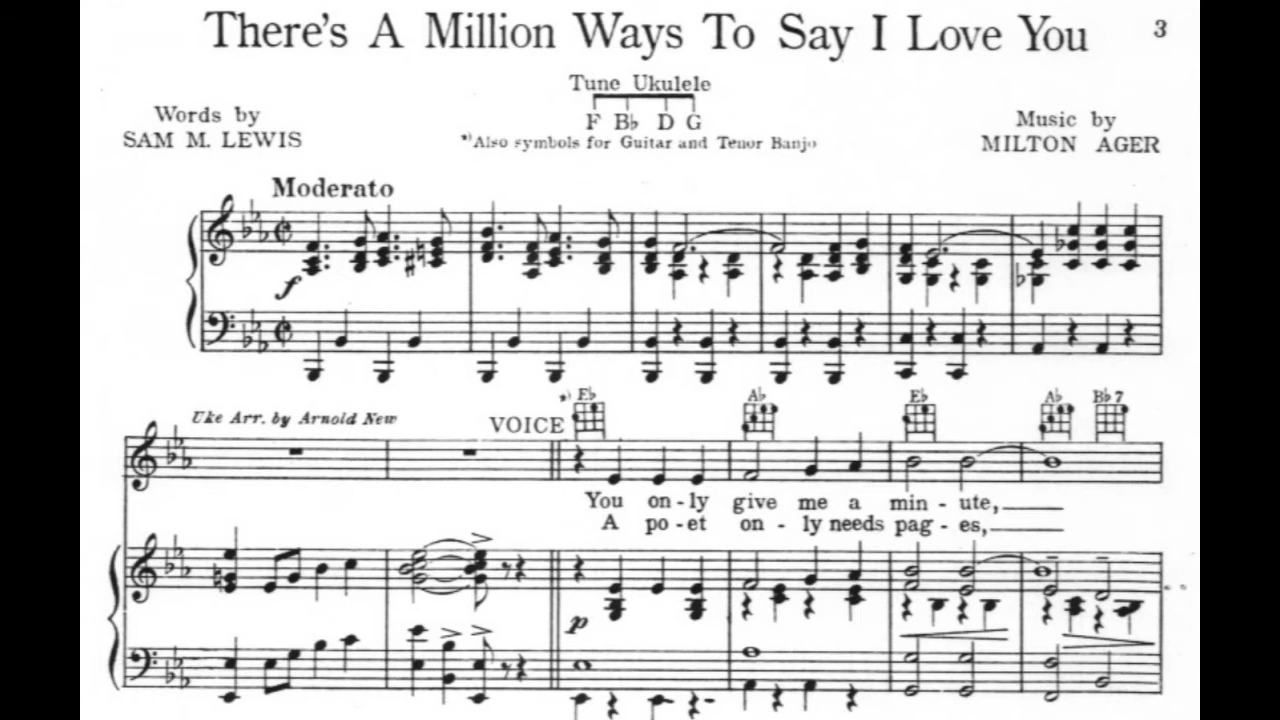 There's A Million Ways To Say I Love You
3
Tune Ukulele
F B♭ D G
*)Also symbols for Guitar and Tenor Banjo
Words by
SAM M. LEWIS
Music by
MILTON AGER
Moderato
f
Uke Arr. by Arnold New
VOICE
*) E♭ A♭ E♭ A♭ B♭7
You on-ly give me a min-ute,
A po-et on-ly needs pag-es,
p